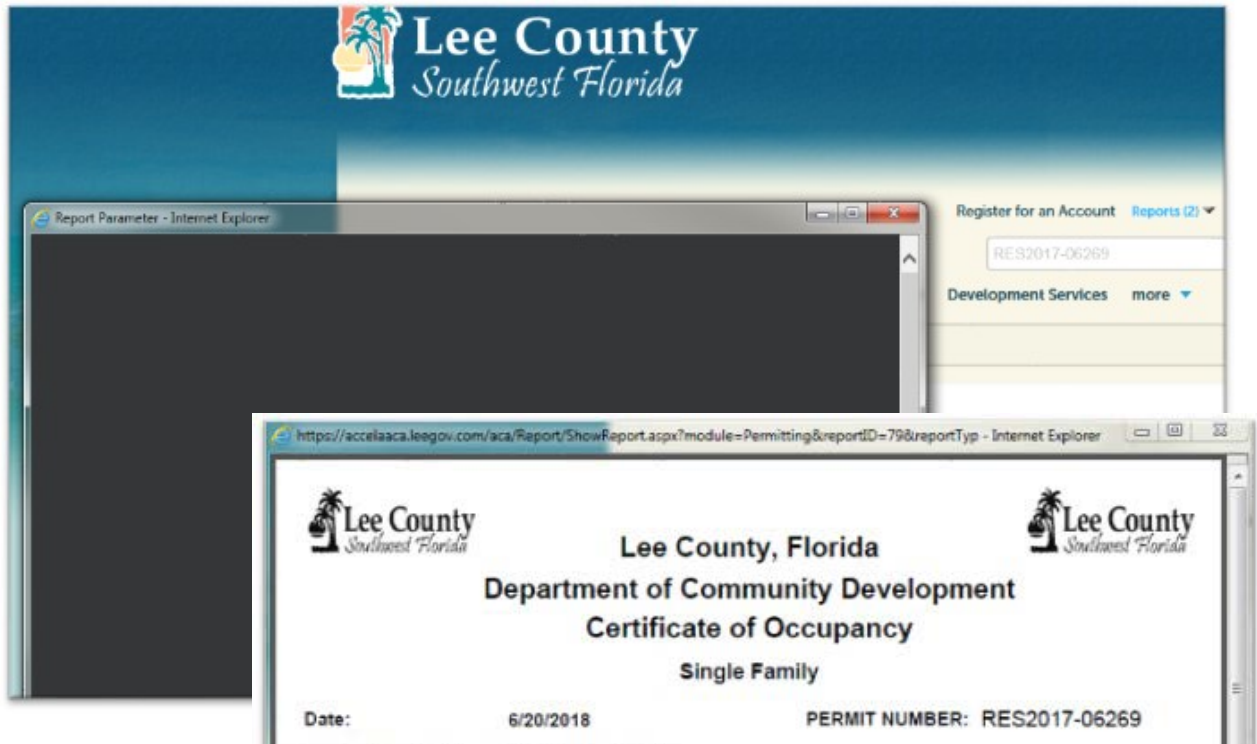 Lee County
Southwest Florida
Report Parameter - Internet Explorer
Register for an Account Reports (2)
RES2017-06269
Development Services more
https://accelaaca.leegov.com/aca/Report/ShowReport.aspx?module=Permitting&reportID=79&reportTyp - Internet Explorer
Lee County
Southwest Florida
Lee County
Southwest Florida
Lee County, Florida
Department of Community Development
Certificate of Occupancy
Single Family
Date: 6/20/2018 PERMIT NUMBER: RES2017-06269